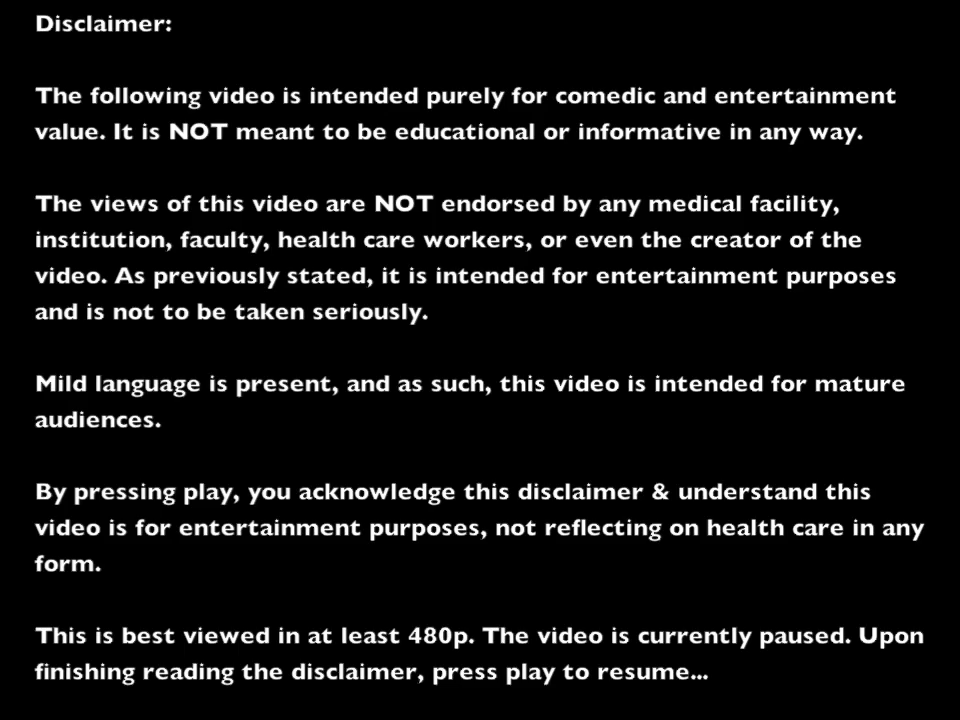 Disclaimer:
The following video is intended purely for comedic and entertainment
value. It is NOT meant to be educational or informative in any way.
The views of this video are NOT endorsed by any medical facility,
institution, faculty, health care workers, or even the creator of the
video. As previously stated, it is intended for entertainment purposes
and is not to be taken seriously.
Mild language is present, and as such, this video is intended for mature
audiences.
By pressing play, you acknowledge this disclaimer & understand this
video is for entertainment purposes, not reflecting on health care in any
form.
This is best viewed in at least 480p. The video is currently paused. Upon
finishing reading the disclaimer, press play to resume...